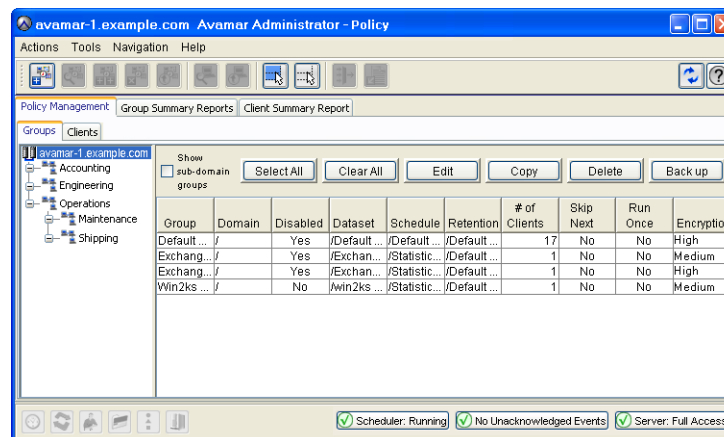 avamar-1.example.com Avamar Administrator - Policy
Actions Tools Navigation Help
Policy Management Group Summary Reports Client Summary Report
Groups Clients
avamar-1.example.com
Accounting
Engineering
Operations
Maintenance
Shipping
Show sub-domain groups
Select All Clear All Edit Copy Delete Back up
Group Domain Disabled Dataset Schedule Retention # of Clients Skip Next Run Once Encryptio
Default ... / Yes /Default ... /Default ... /Default ... 17 No No High
Exchang... / Yes /Exchan... /Statistic... /Default ... 1 No No Medium
Exchang... / Yes /Exchan... /Statistic... /Default ... 1 No No High
Win2ks ... / No /win2ks ... /Statistic... /Default ... 1 No No Medium
Scheduler: Running No Unacknowledged Events Server: Full Access